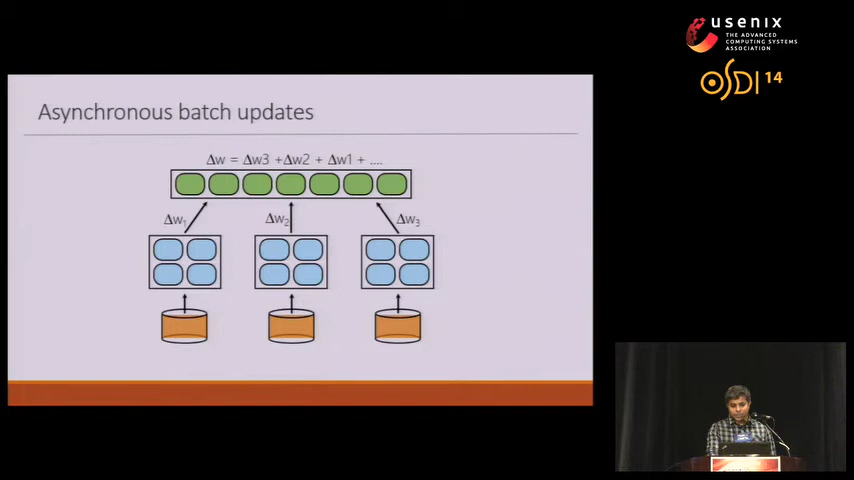 usenix
THE ADVANCED
COMPUTING SYSTEMS
ASSOCIATION
OSDI 14
Asynchronous batch updates
Δw = Δw3 +Δw2 + Δw1 + ....
Δw1
Δw2
Δw3